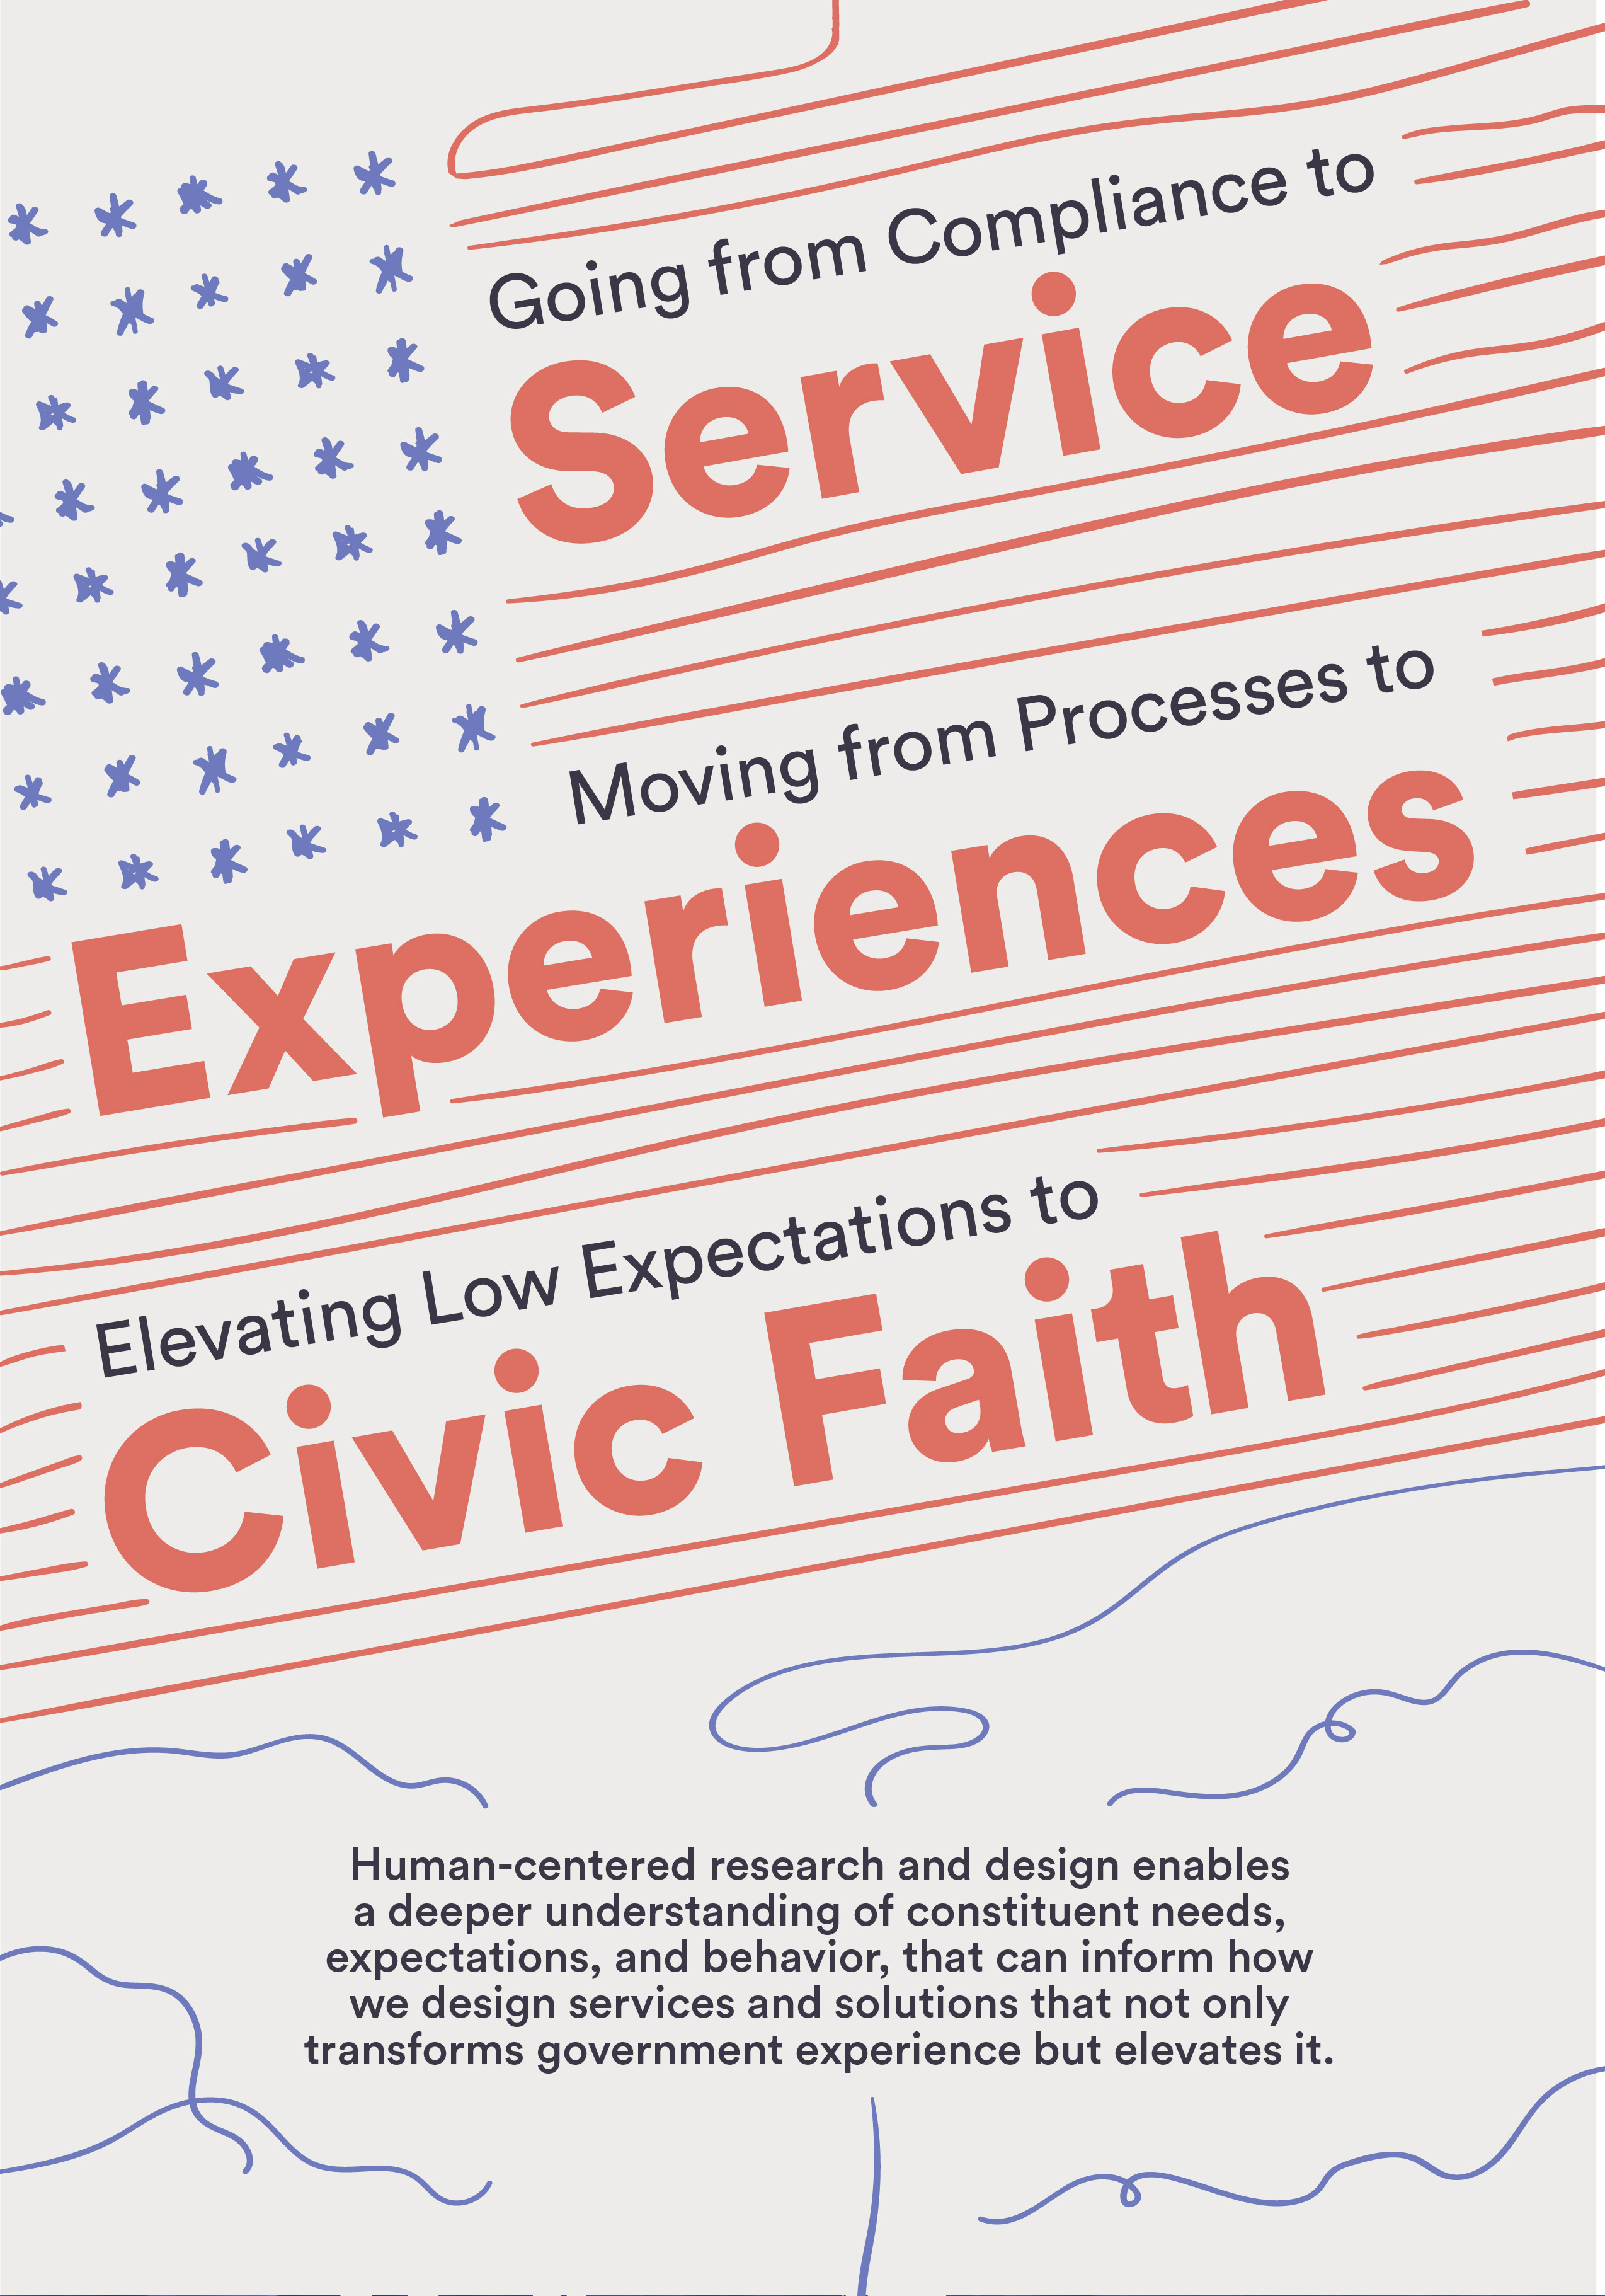 Going from Compliance to
Service
Moving from Processes to
Experiences
Elevating Low Expectations to
Civic Faith
Human-centered research and design enables
a deeper understanding of constituent needs,
expectations, and behavior, that can inform how
we design services and solutions that not only
transforms government experience but elevates it.